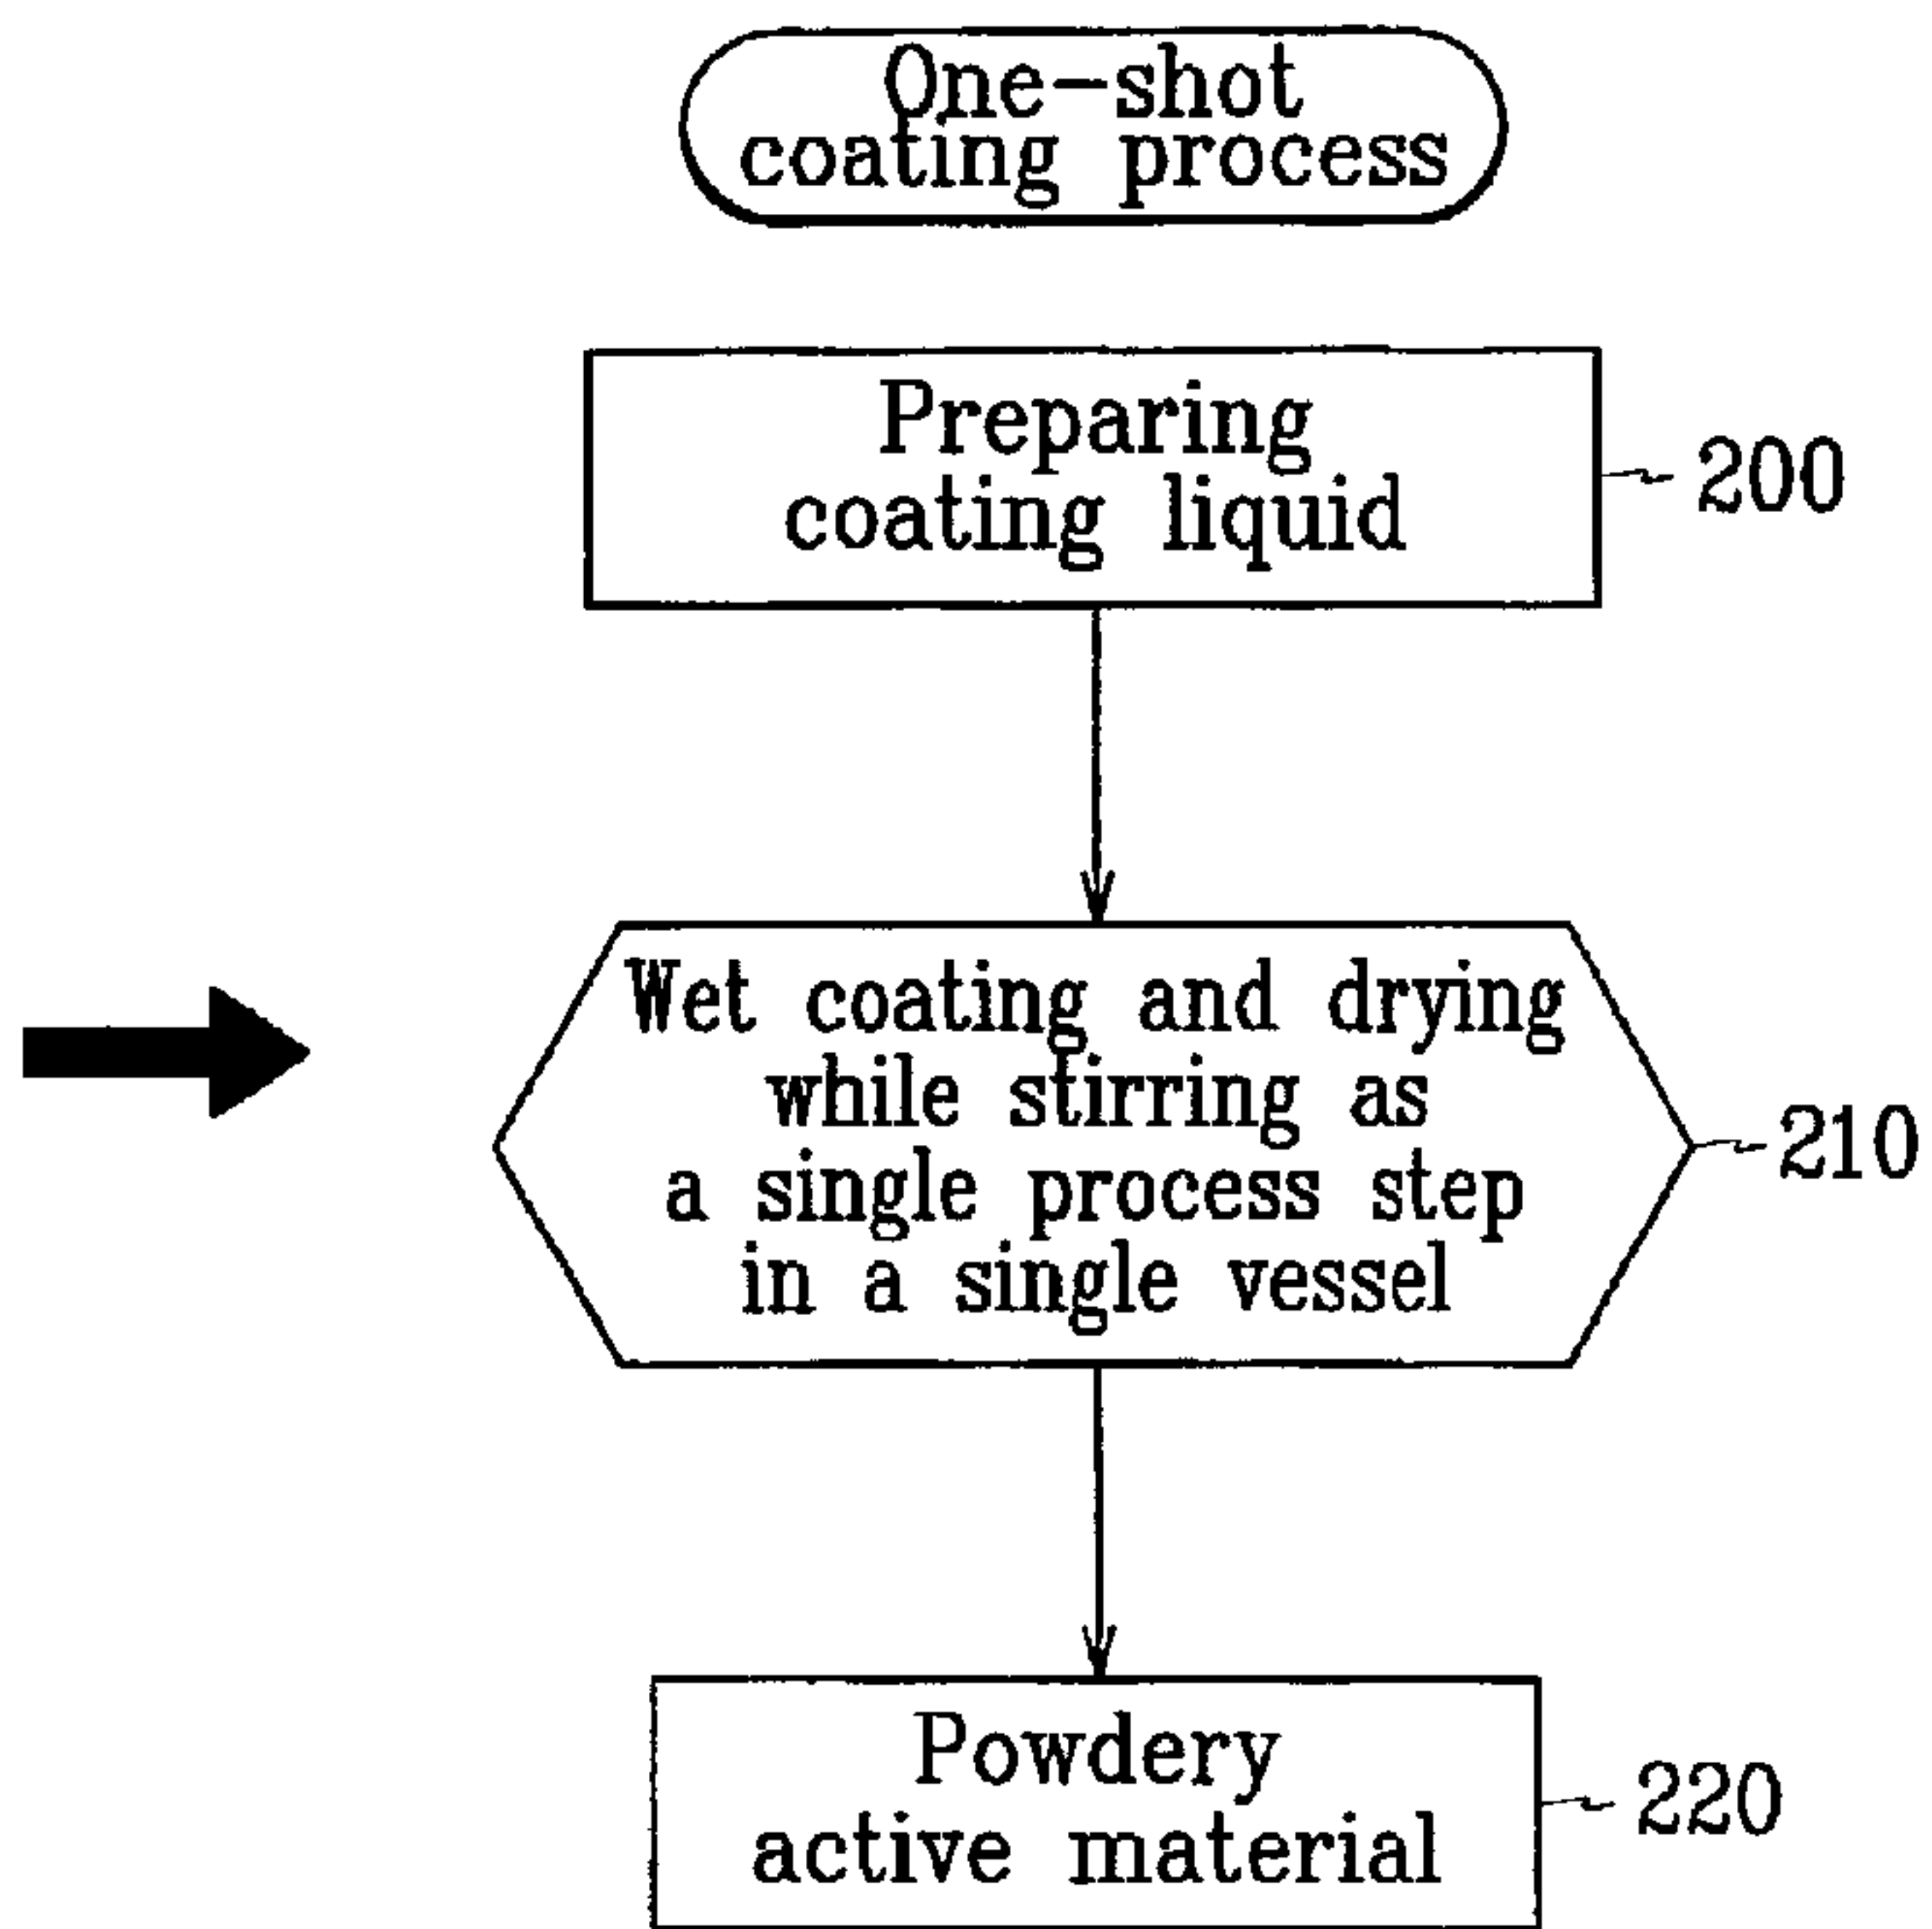 One-shot
coating process
Preparing
coating liquid
200
Wet coating and drying
while stirring as
a single process step
in a single vessel
210
Powdery
active material
220